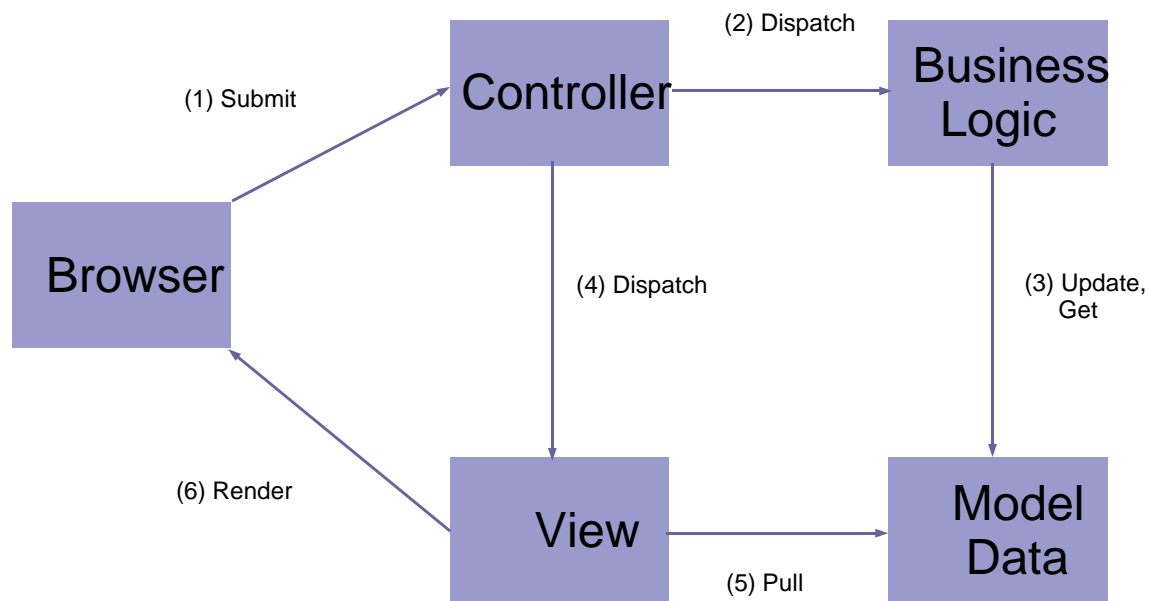 (2) Dispatch
Controller
Business
Logic
(1) Submit
Browser
(4) Dispatch
(3) Update,
Get
(6) Render
View
Model
Data
(5) Pull